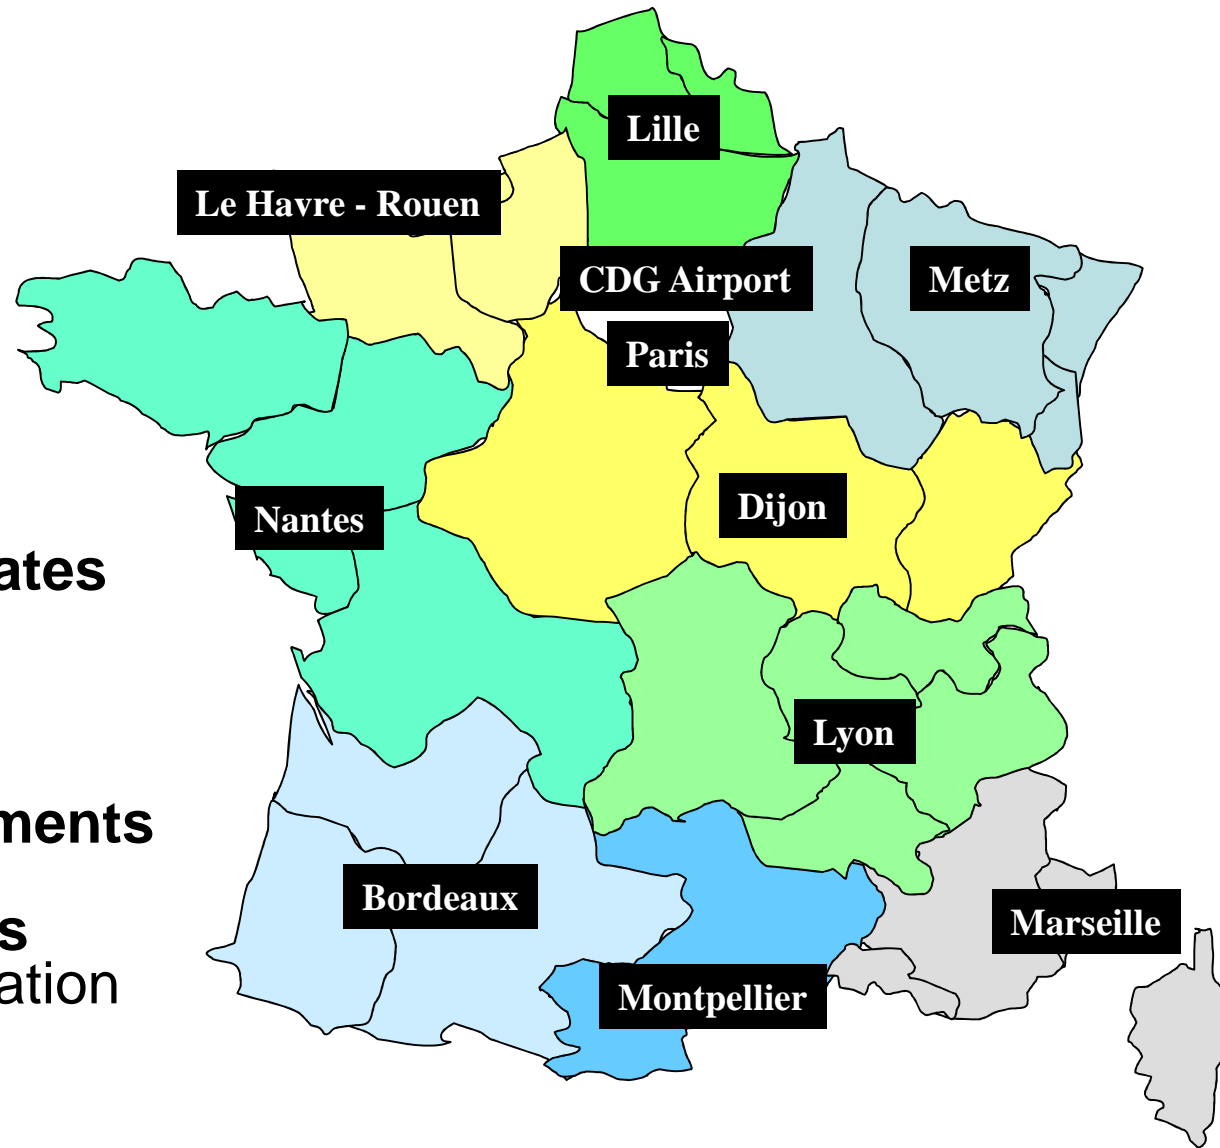 Lille
Le Havre - Rouen
CDG Airport
Metz
Paris
Dijon
Nantes
ates
Lyon
ments
Bordeaux
Marseille
s
ation
Montpellier